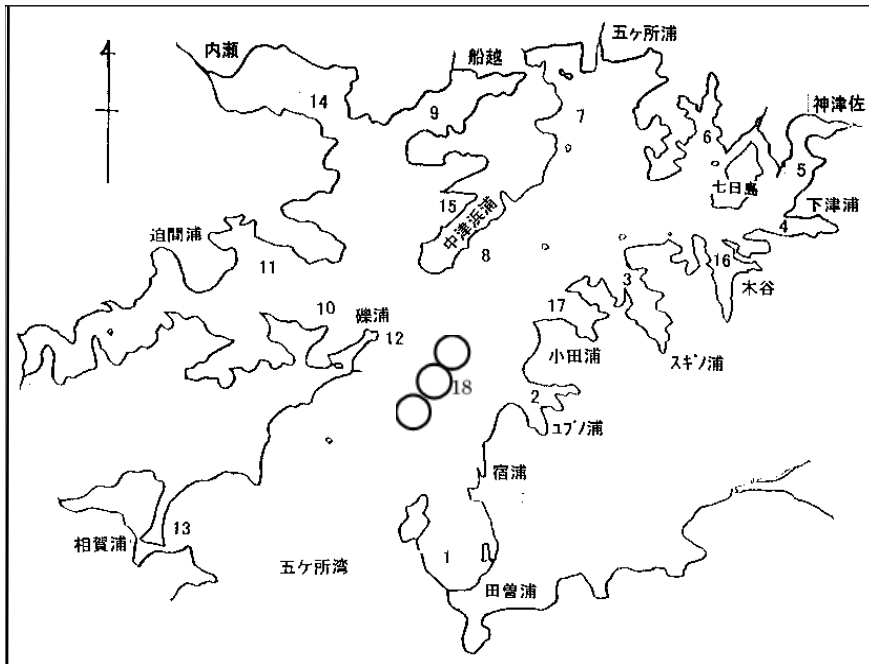 五ヶ所浦
内瀬
船越
神津佐
14
9
7
6
5
七日島
下津浦
15
中津浜浦
4
迫間浦
8
16
11
3
木谷
10
礫浦
17
12
小田浦
スギノ浦
18
2
ユブノ浦
宿浦
13
相賀浦
1
五ケ所湾
田曽浦